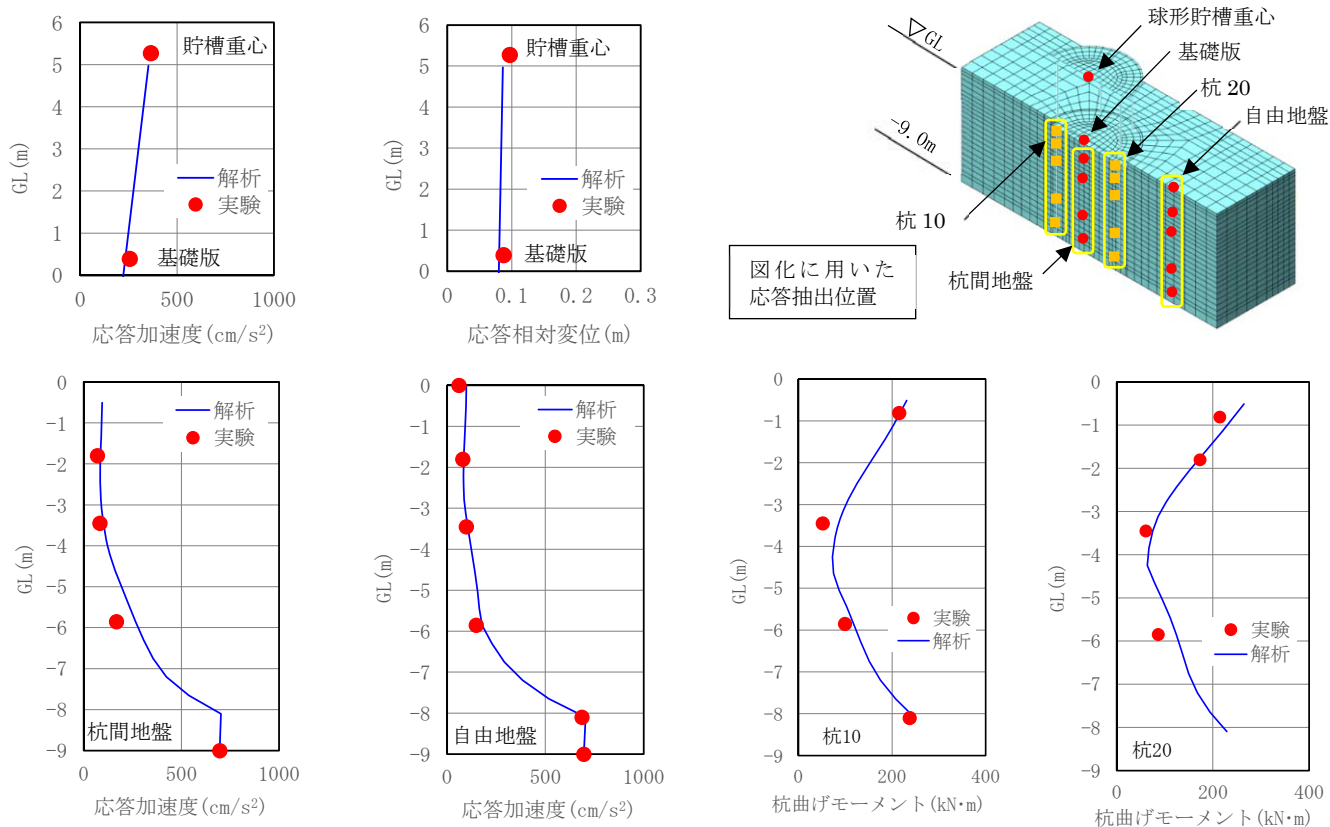 6
5
4
3
2
1
0
GL(m)
貯槽重心
解析
実験
基礎版
0
500
1000
応答加速度(cm/s²)
6
5
4
3
2
1
0
GL(m)
貯槽重心
解析
実験
基礎版
0
0.1
0.2
0.3
応答相対変位(m)
▽GL
-9.0m
球形貯槽重心
基礎版
杭 20
自由地盤
杭 10
杭間地盤
図化に用いた
応答抽出位置
0
-1
-2
-3
-4
-5
-6
-7
-8
-9
GL(m)
解析
実験
杭間地盤
0
500
1000
応答加速度(cm/s²)
0
-1
-2
-3
-4
-5
-6
-7
-8
-9
GL(m)
解析
実験
自由地盤
0
500
1000
応答加速度(cm/s²)
0
-1
-2
-3
-4
-5
-6
-7
-8
-9
GL(m)
実験
解析
杭10
0
200
400
杭曲げモーメント(kN·m)
0
-1
-2
-3
-4
-5
-6
-7
-8
-9
GL(m)
実験
解析
杭20
0
200
400
杭曲げモーメント(kN·m)